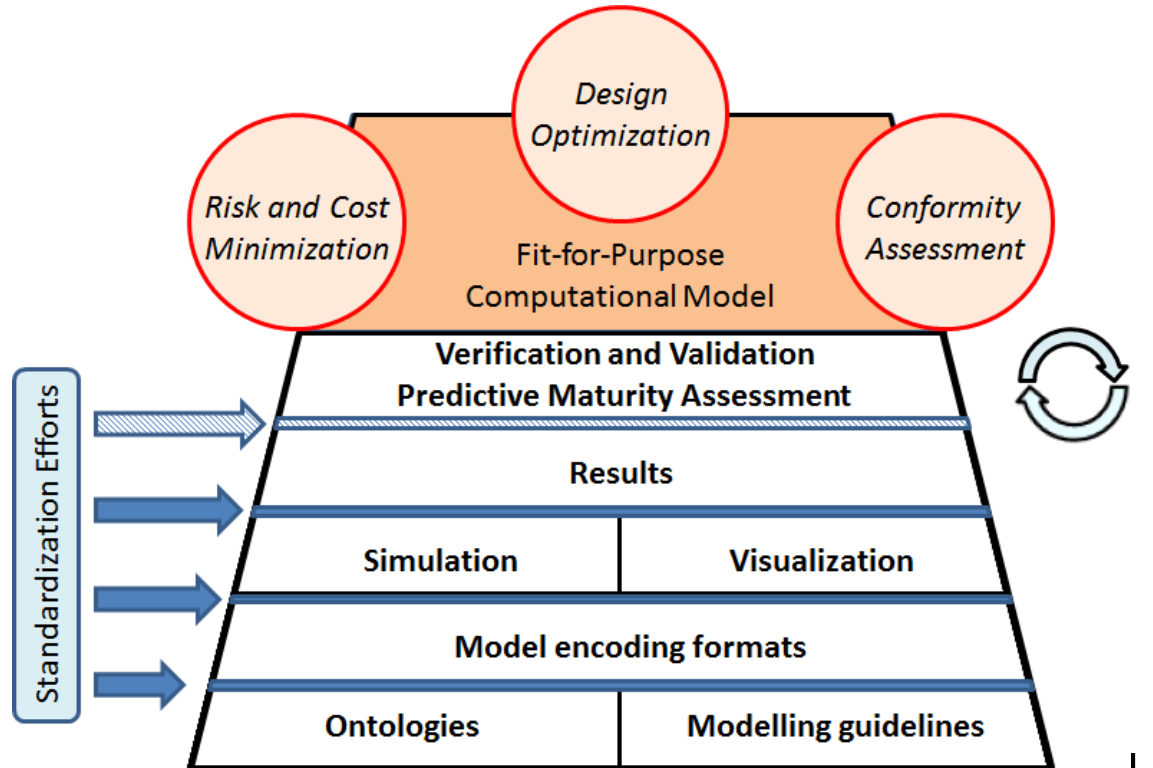 Design
Optimization
Risk and Cost
Minimization
Conformity
Assessment
Fit-for-Purpose
Computational Model
Verification and Validation
Predictive Maturity Assessment
Standardization Efforts
Results
Simulation
Visualization
Model encoding formats
Ontologies
Modelling guidelines